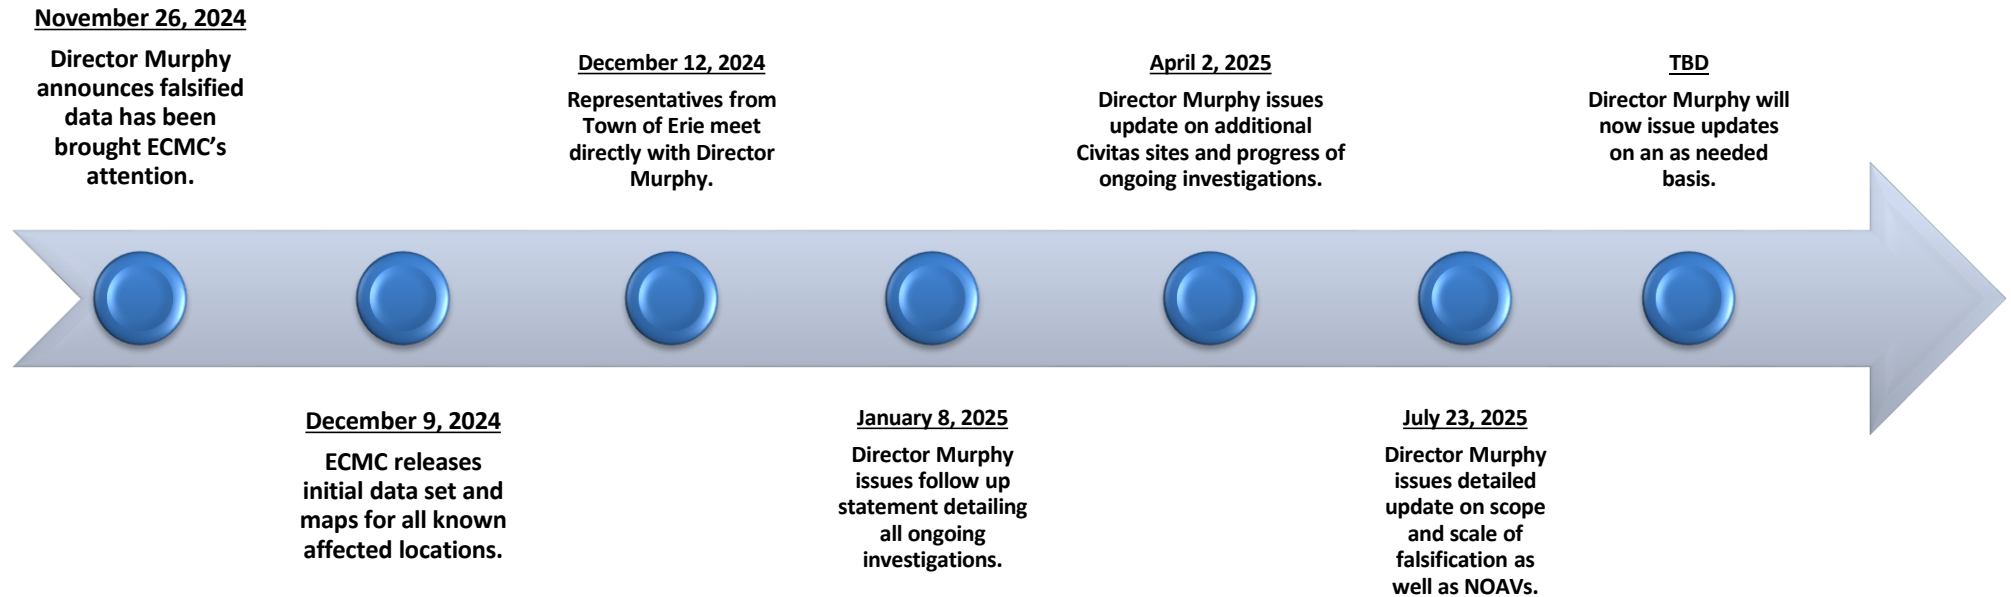 November 26, 2024
Director Murphy
announces falsified
data has been
brought ECMC’s
attention.
December 9, 2024
ECMC releases
initial data set and
maps for all known
affected locations.
December 12, 2024
Representatives from
Town of Erie meet
directly with Director
Murphy.
January 8, 2025
Director Murphy
issues follow up
statement detailing
all ongoing
investigations.
April 2, 2025
Director Murphy issues
update on additional
Civitas sites and progress of
ongoing investigations.
July 23, 2025
Director Murphy
issues detailed
update on scope
and scale of
falsification as
well as NOAVs.
TBD
Director Murphy will
now issue updates
on an as needed
basis.